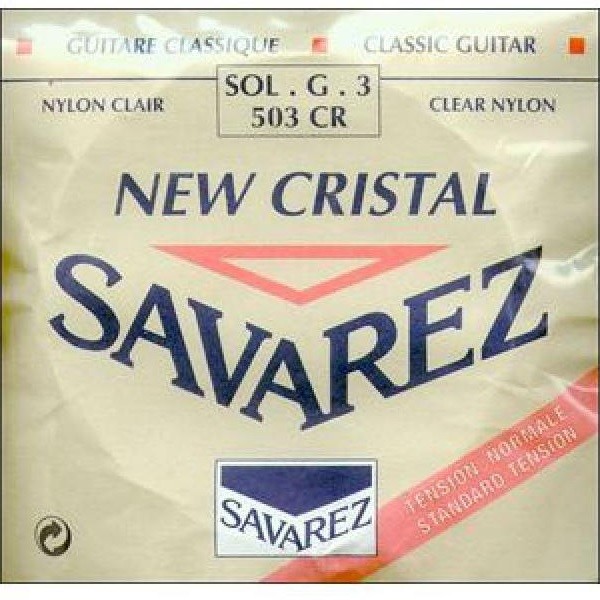 GUITARE CLASSIQUE CLASSIC GUITAR
NYLON CLAIR
SOL . G . 3
503 CR
CLEAR NYLON
NEW CRISTAL
SAVAREZ
TENSION NORMALE
STANDARD TENSION
SAVAREZ